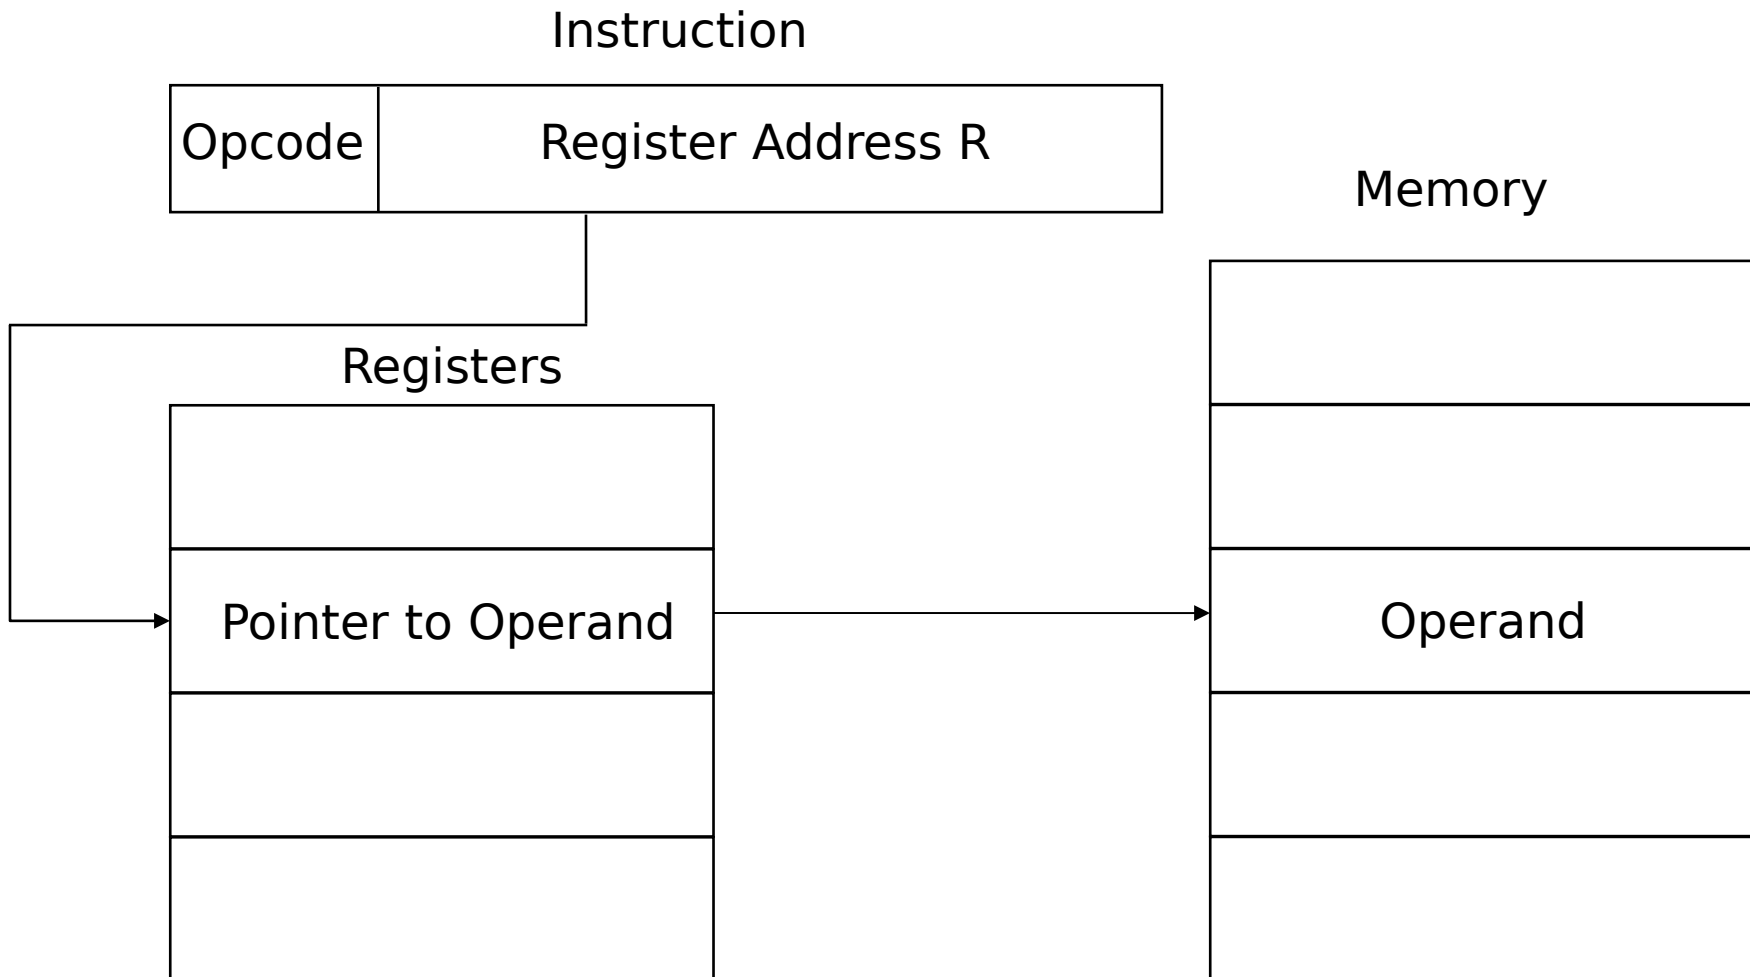 Instruction
Opcode
Register Address R
Memory
Registers
Pointer to Operand
Operand